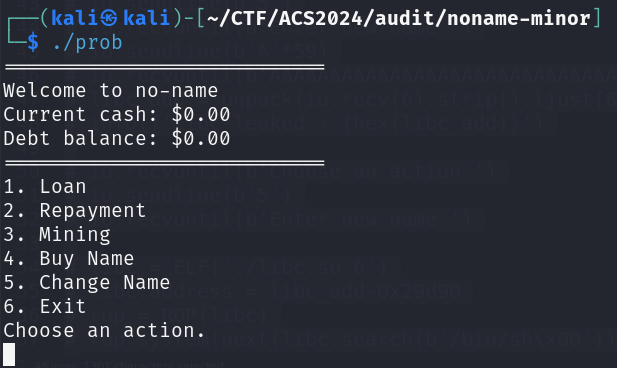 ┌──(kali㉿kali)-[~/CTF/ACS2024/audit/noname-minor]
└─$ ./prob
═══════════════════════════
Welcome to no-name
Current cash: $0.00
Debt balance: $0.00
═══════════════════════════
1. Loan
2. Repayment
3. Mining
4. Buy Name
5. Change Name
6. Exit
Choose an action.